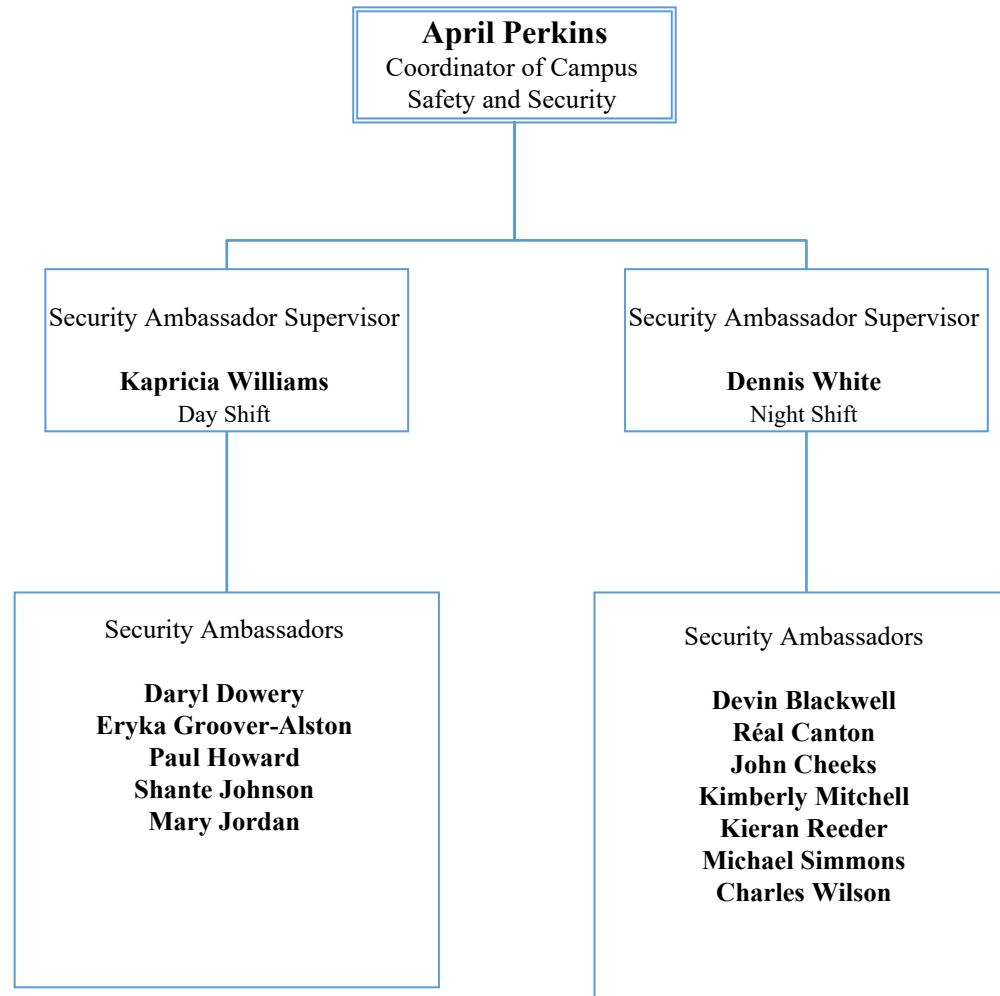 April Perkins
Coordinator of Campus
Safety and Security
Security Ambassador Supervisor
Kapricia Williams
Day Shift
Security Ambassador Supervisor
Dennis White
Night Shift
Security Ambassadors
Daryl Dowery
Eryka Groover-Alston
Paul Howard
Shante Johnson
Mary Jordan
Security Ambassadors
Devin Blackwell
Réal Canton
John Cheeks
Kimberly Mitchell
Kieran Reeder
Michael Simmons
Charles Wilson